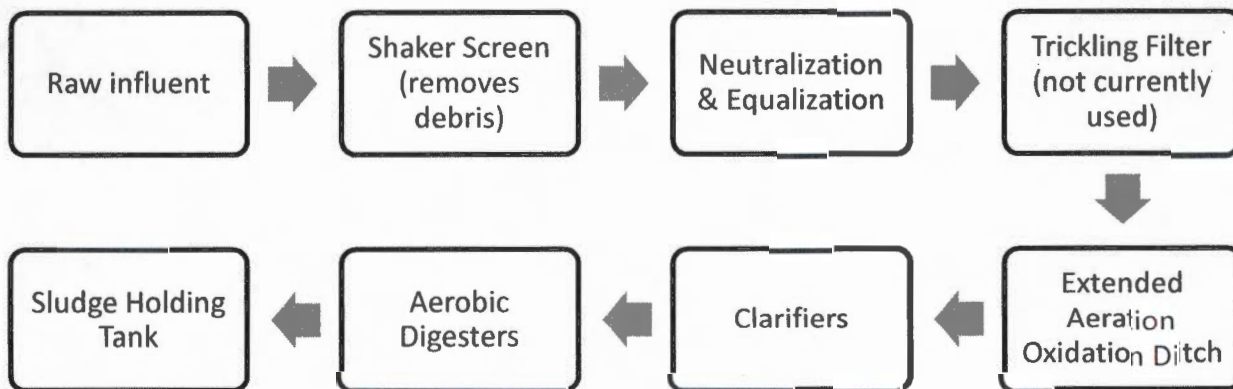 Raw influent
Shaker Screen
(removes
debris)
Neutralization
& Equalization
Trickling Filter
(not currently
used)
Extended
Aeration
Oxidation Ditch
Clarifiers
Aerobic
Digesters
Sludge Holding
Tank